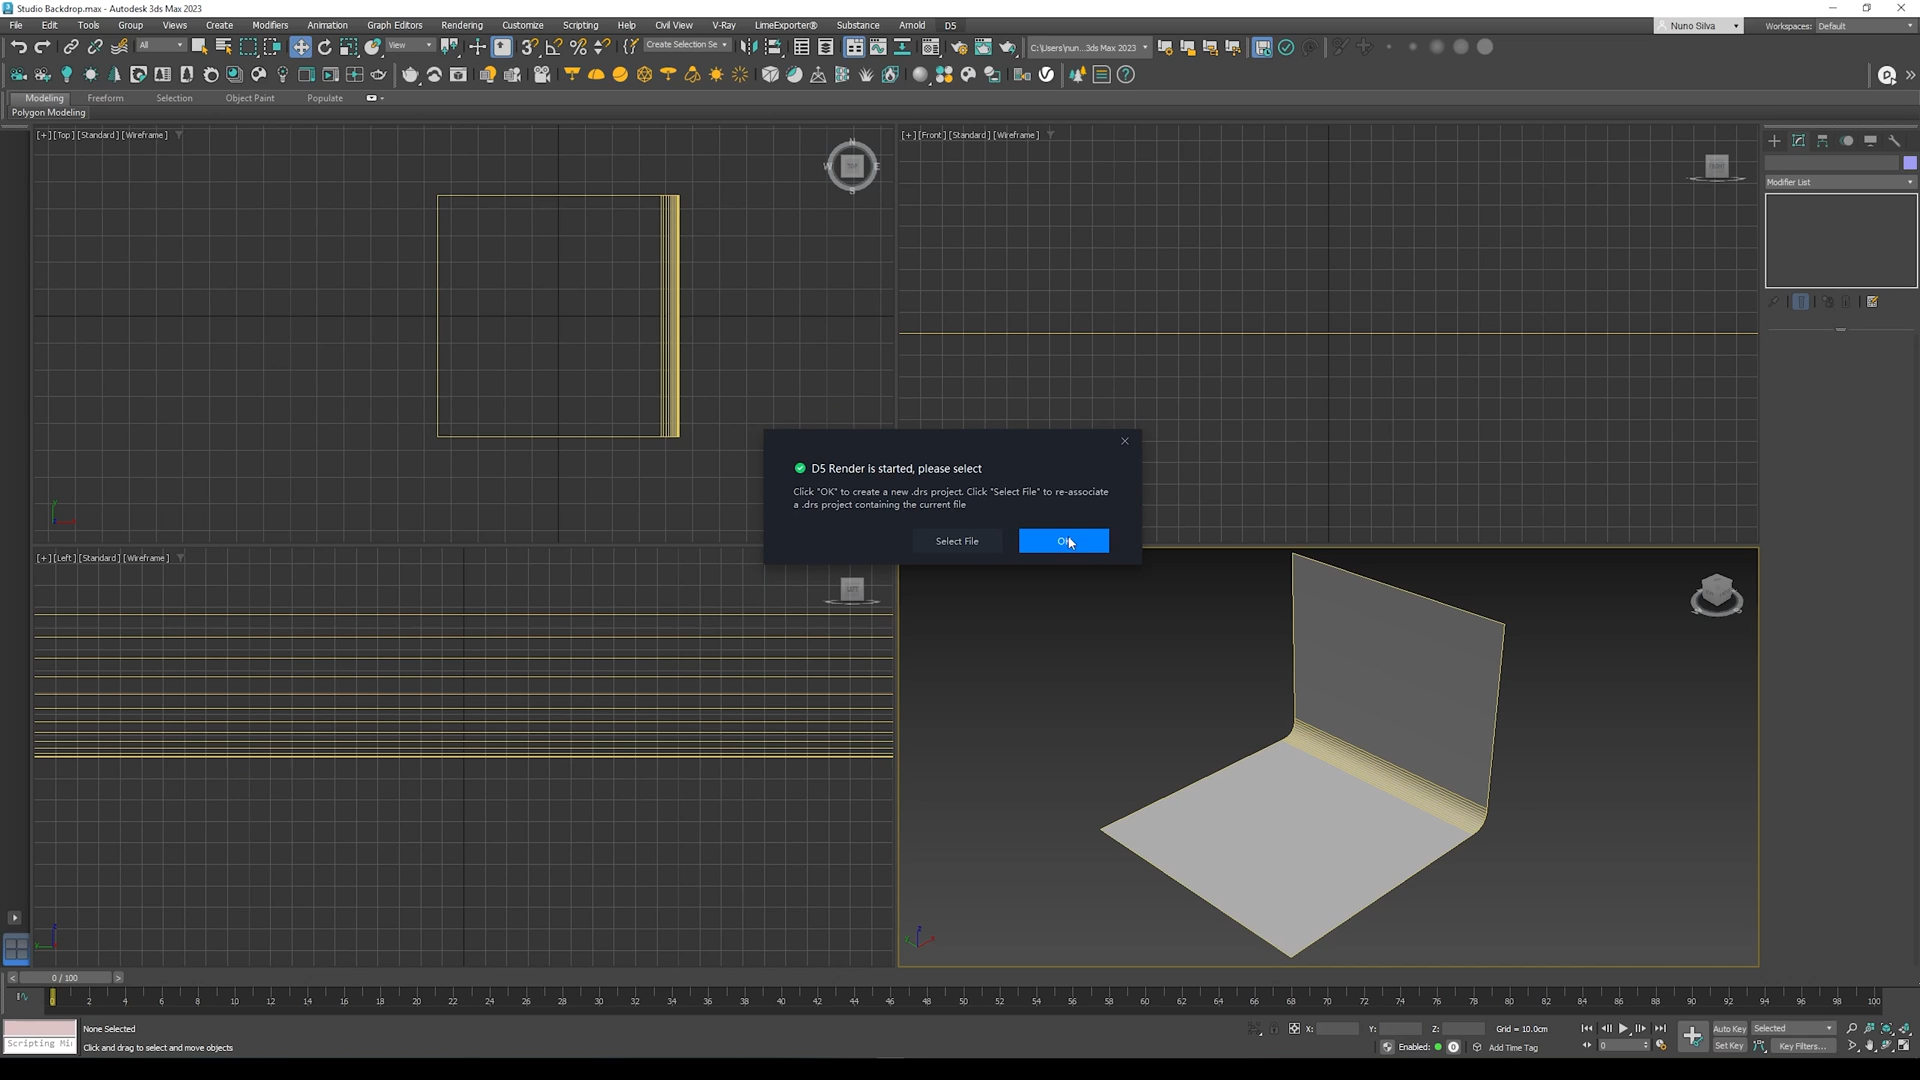 Studio Backdrop.max - Autodesk 3ds Max 2023
File Edit Tools Group Views Create Modifiers Animation Graph Editors Rendering Customize Scripting Help Civil View V-Ray LimeExporter® Substance Arnold D5
Nuno Silva
Workspaces: Default
All
View
Create Selection Se
C:\Users\nun...3ds Max 2023
Modeling Freeform Selection Object Paint Populate
Polygon Modeling
[+] [Top] [Standard] [Wireframe]
N
W
E
S
TOP
[+] [Front] [Standard] [Wireframe]
Modifier List
D5 Render is started, please select
Click "OK" to create a new .drs project. Click "Select File" to re-associate
a .drs project containing the current file
Select File
[+] [Left] [Standard] [Wireframe]
LEFT
< 0 / 100 >
0 2 4 6 8 10 12 14 16 18 20 22 24 26 28 30 32 34 36 38 40 42 44 46 48 50 52 54 56 58 60 62 64 66 68 70 72 74 76 78 80 82 84 86 88 90 92 94 96 98 100
None Selected
X: Y: Z: Grid = 10.0cm
Auto Key Selected
Scripting Mi
Click and drag to select and move objects
Enabled: Add Time Tag
0
Set Key Key Filters...